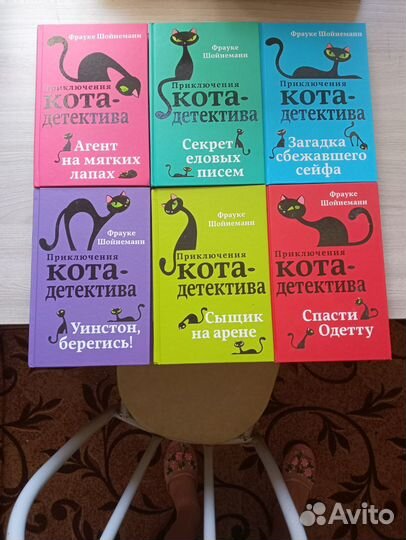 Фрауке Шойнеманн
Приключения
кота-
детектива
Агент
на мягких
лапах
Фрауке Шойнеманн
Приключения
кота-
детектива
Секрет
еловых
писем
Фрауке Шойнеманн
Приключения
кота-
детектива
Загадка
сбежавшего
сейфа
Фрауке
Шойнеманн
Приключения
кота-
детектива
Уинстон,
берегись!
Фрауке
Шойнеманн
Приключения
кота-
детектива
Сыщик
на арене
Фрауке
Шойнеманн
Приключения
кота-
детектива
Спасти
Одетту
Avito